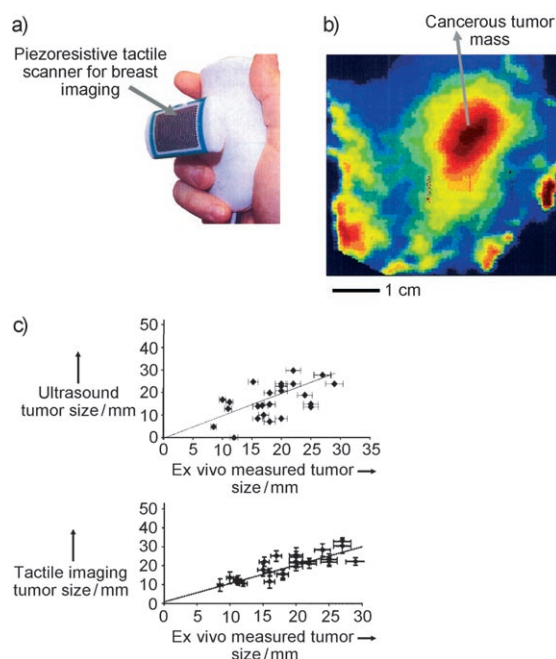 a)
Piezoresistive tactile
scanner for breast
imaging
b)
Cancerous tumor
mass
1 cm
c)
50
40
30
20
10
0
Ultrasound
tumor size/mm
0 5 10 15 20 25 30 35
Ex vivo measured tumor
size/mm
50
40
30
20
10
0
Tactile imaging
tumor size/mm
0 5 10 15 20 25 30
Ex vivo measured tumor
size/mm